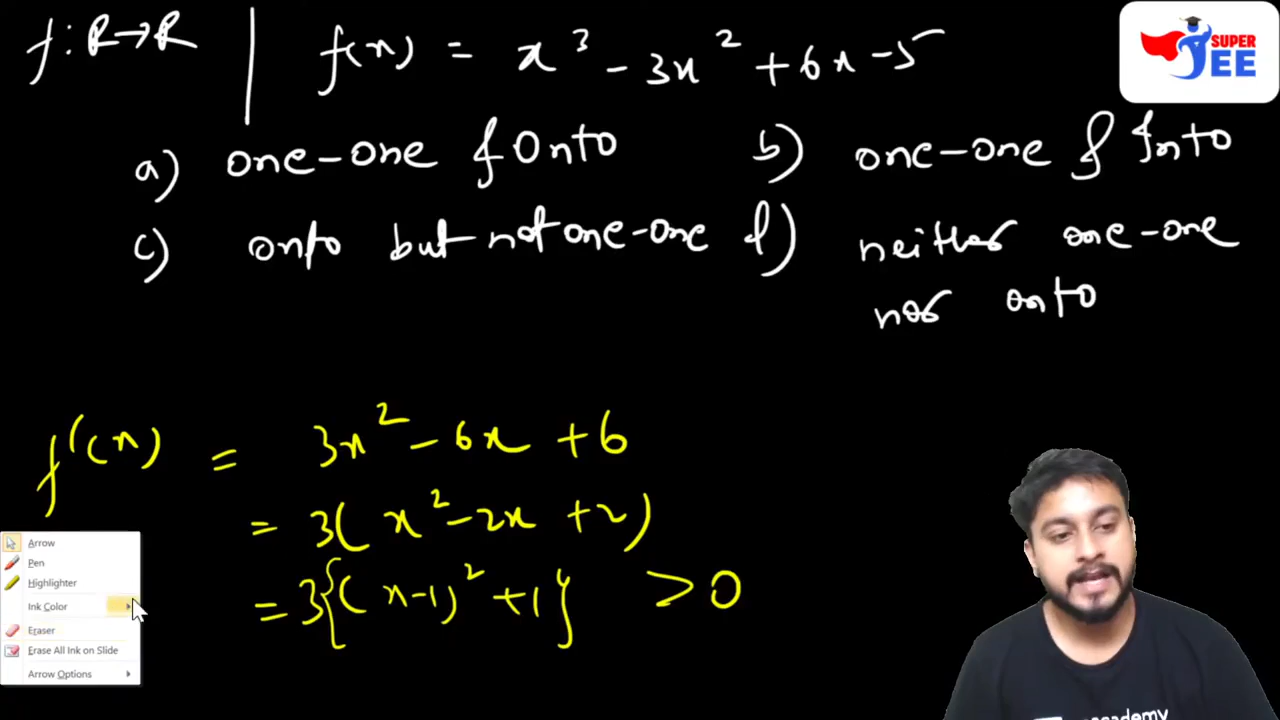 f : R→R | f(x) = x³ - 3x² + 6x - 5
SUPER
JEE
a) one-one & Onto b) one-one & Into
c) onto but not one-one d) neither one-one
nor onto
f'(x) = 3x² - 6x + 6
= 3( x² - 2x + 2)
= 3{( x-1)² + 1} > 0
Arrow
Pen
Highlighter
Ink Color
Eraser
Erase All Ink on Slide
Arrow Options